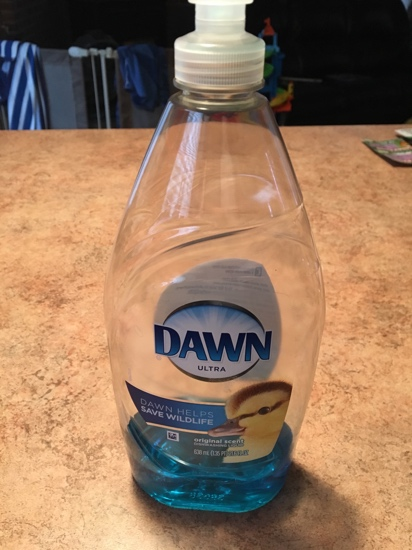 DAWN
ULTRA
DAWN HELPS
SAVE WILDLIFE
original scent